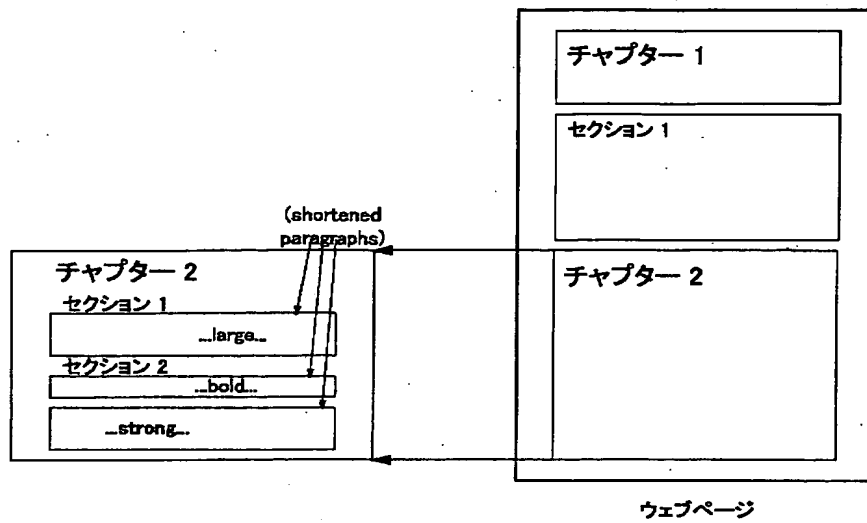 チャプター 1
セクション 1
(shortened
paragraphs)
チャプター 2
セクション 1
...large...
セクション 2
...bold...
...strong...
チャプター 2
ウェブページ